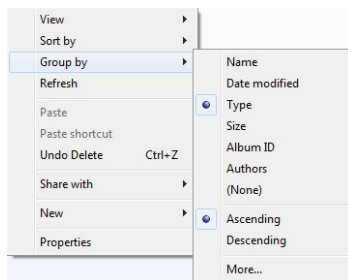 View
Sort by
Group by
Refresh
Paste
Paste shortcut
Undo Delete Ctrl+Z
Share with
New
Properties
Name
Date modified
Type
Size
Album ID
Authors
(None)
Ascending
Descending
More...